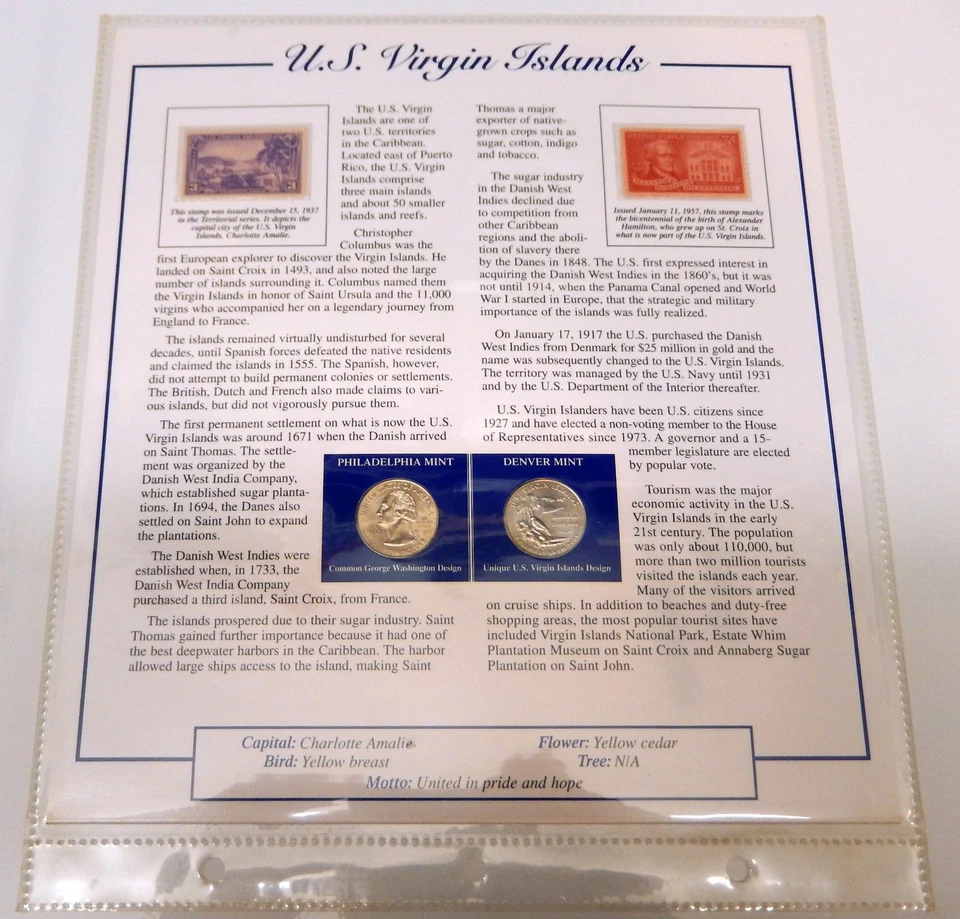 U.S. Virgin Islands
This stamp was issued December 15, 1937
in the Territorial series. It depicts the
capital city of the U.S. Virgin
Islands, Charlotte Amalie.
The U.S. Virgin
Islands are one of
two U.S. territories
in the Caribbean.
Located east of Puerto
Rico, the U.S. Virgin
Islands comprise
three main islands
and about 50 smaller
islands and reefs.
Christopher
Columbus was the
first European explorer to discover the Virgin Islands. He
landed on Saint Croix in 1493, and also noted the large
number of islands surrounding it. Columbus named them
the Virgin Islands in honor of Saint Ursula and the 11,000
virgins who accompanied her on a legendary journey from
England to France.
The islands remained virtually undisturbed for several
decades, until Spanish forces defeated the native residents
and claimed the islands in 1555. The Spanish, however,
did not attempt to build permanent colonies or settlements.
The British, Dutch and French also made claims to vari-
ous islands, but did not vigorously pursue them.
The first permanent settlement on what is now the U.S.
Virgin Islands was around 1671 when the Danish arrived
on Saint Thomas. The settle-
ment was organized by the
Danish West India Company,
which established sugar planta-
tions. In 1694, the Danes also
settled on Saint John to expand
the plantations.
The Danish West Indies were
established when, in 1733, the
Danish West India Company
purchased a third island, Saint Croix, from France.
The islands prospered due to their sugar industry. Saint
Thomas gained further importance because it had one of
the best deepwater harbors in the Caribbean. The harbor
allowed large ships access to the island, making Saint
Thomas a major
exporter of native-
grown crops such as
sugar, cotton, indigo
and tobacco.
The sugar industry
in the Danish West
Indies declined due
to competition from
other Caribbean
regions and the aboli-
tion of slavery there
by the Danes in 1848. The U.S. first expressed interest in
acquiring the Danish West Indies in the 1860's, but it was
not until 1914, when the Panama Canal opened and World
War I started in Europe, that the strategic and military
importance of the islands was fully realized.
On January 17, 1917 the U.S. purchased the Danish
West Indies from Denmark for $25 million in gold and the
name was subsequently changed to the U.S. Virgin Islands.
The territory was managed by the U.S. Navy until 1931
and by the U.S. Department of the Interior thereafter.
U.S. Virgin Islanders have been U.S. citizens since
1927 and have elected a non-voting member to the House
of Representatives since 1973. A governor and a 15-
member legislature are elected
by popular vote.
Tourism was the major
economic activity in the U.S.
Virgin Islands in the early
21st century. The population
was only about 110,000, but
more than two million tourists
visited the islands each year.
Many of the visitors arrived
on cruise ships. In addition to beaches and duty-free
shopping areas, the most popular tourist sites have
included Virgin Islands National Park, Estate Whim
Plantation Museum on Saint Croix and Annaberg Sugar
Plantation on Saint John.
Issued January 11, 1957, this stamp marks
the bicentennial of the birth of Alexander
Hamilton, who grew up on St. Croix in
what is now part of the U.S. Virgin Islands.
PHILADELPHIA MINT
Common George Washington Design
DENVER MINT
Unique U.S. Virgin Islands Design
Capital: Charlotte Amalie
Flower: Yellow cedar
Bird: Yellow breast
Tree: N/A
Motto: United in pride and hope